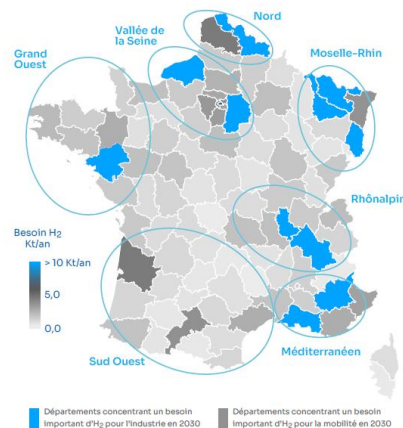 Nord
Vallée de
la Seine
Grand
Ouest
Moselle-Rhin
Rhônalpin
Besoin H2
Kt/an
> 10 Kt/an
5,0
0,0
Sud Ouest
Méditerranéen
Départements concentrant un besoin
important d'H2 pour l'industrie en 2030
Départements concentrant un besoin
important d'H2 pour la mobilité en 2030